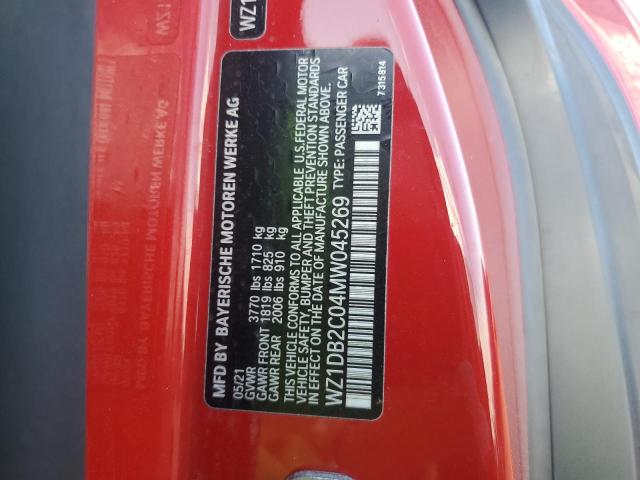 MFD BY BAYERISCHE MOTOREN WERKE AG
05/21
GVWR 3770 lbs 1710 kg
GAWR FRONT 1819 lbs 825 kg
GAWR REAR 2006 lbs 910 kg
THIS VEHICLE CONFORMS TO ALL APPLICABLE U.S.FEDERAL MOTOR
VEHICLE SAFETY, BUMPER AND THEFT PREVENTION STANDARDS
IN EFFECT ON THE DATE OF MANUFACTURE SHOWN ABOVE.
WZ1DB2C04MW045269 TYPE: PASSENGER CAR
7315814
WZ1